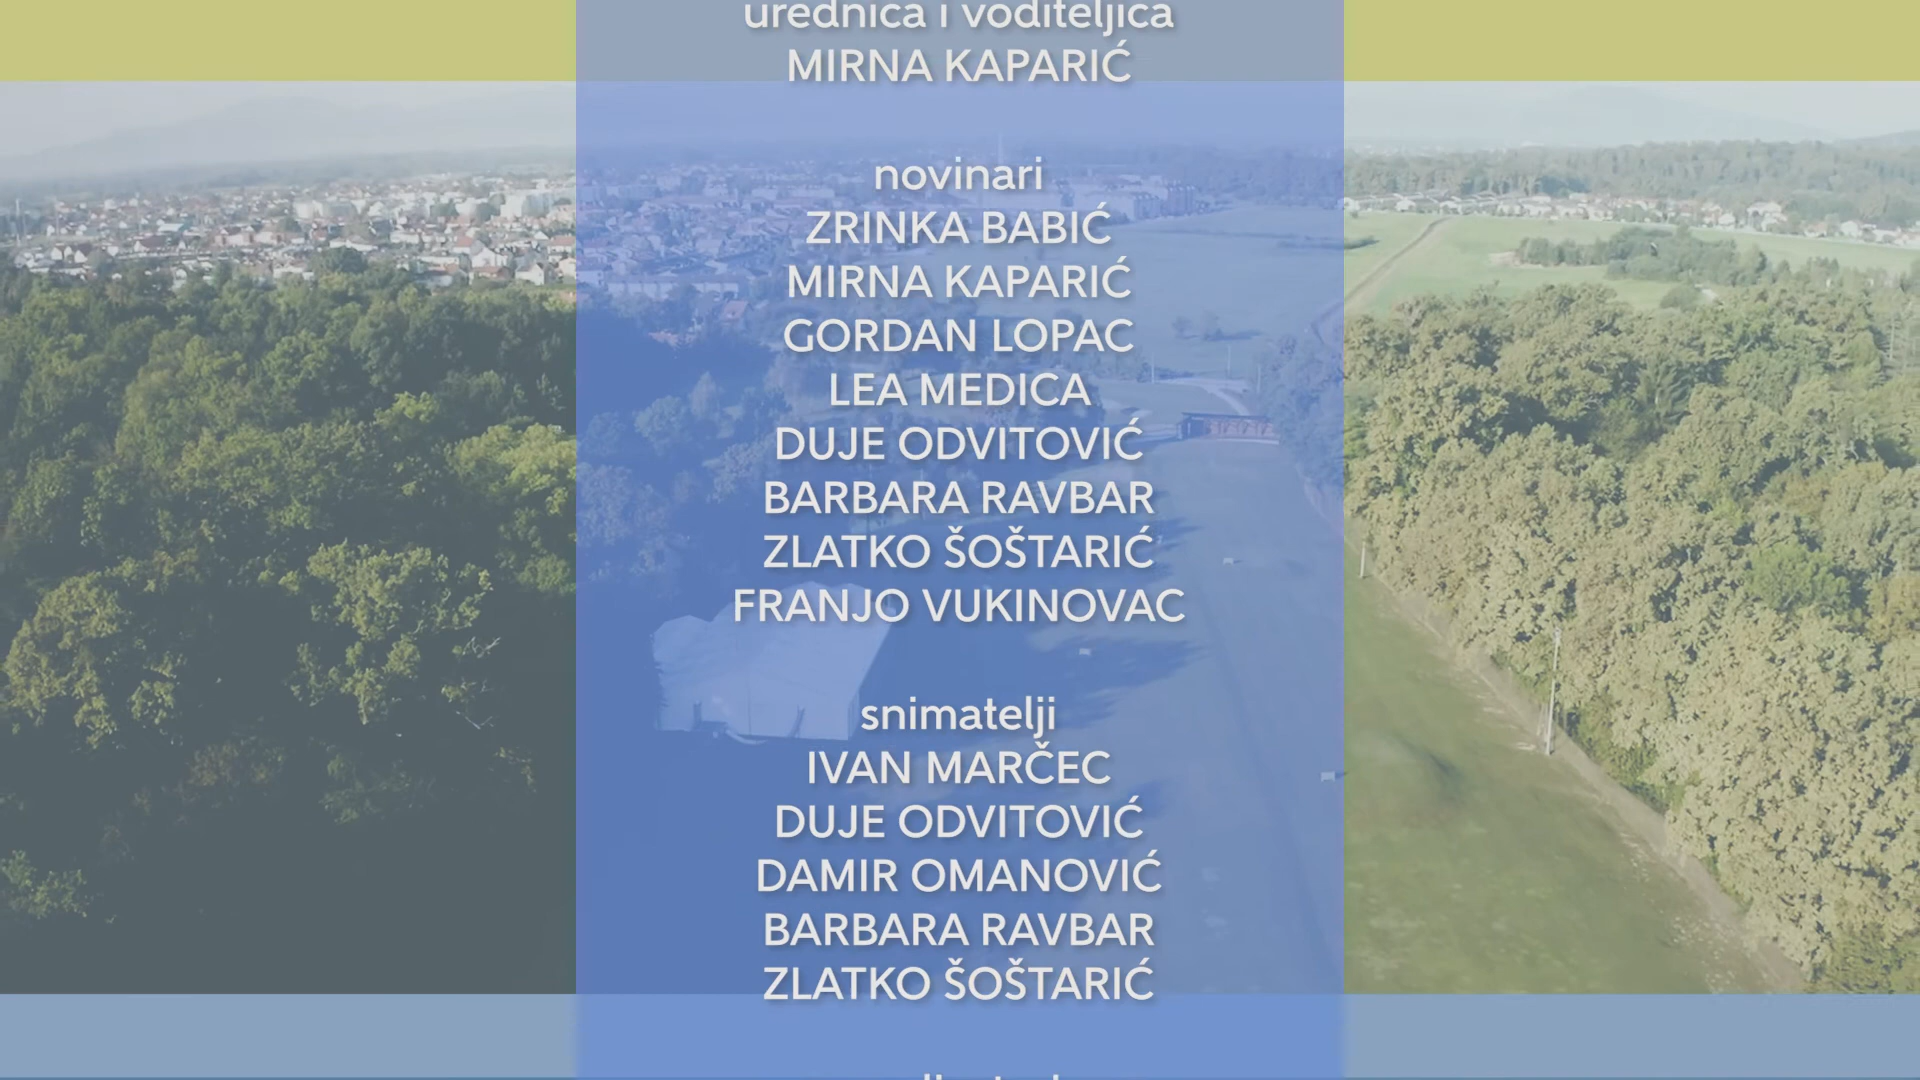 urednica i voditeljica
MIRNA KAPARIĆ
novinari
ZRINKA BABIĆ
MIRNA KAPARIĆ
GORDAN LOPAC
LEA MEDICA
DUJE ODVITOVIĆ
BARBARA RAVBAR
ZLATKO ŠOŠTARIĆ
FRANJO VUKINOVAC
snimatelji
IVAN MARČEC
DUJE ODVITOVIĆ
DAMIR OMANOVIĆ
BARBARA RAVBAR
ZLATKO ŠOŠTARIĆ